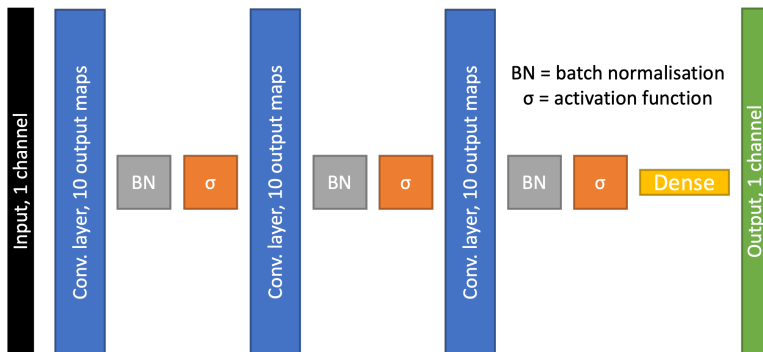 Input, 1 channel
Conv. layer, 10 output maps
BN
σ
Conv. layer, 10 output maps
BN
σ
Conv. layer, 10 output maps
BN = batch normalisation
σ = activation function
BN
σ
Dense
Output, 1 channel